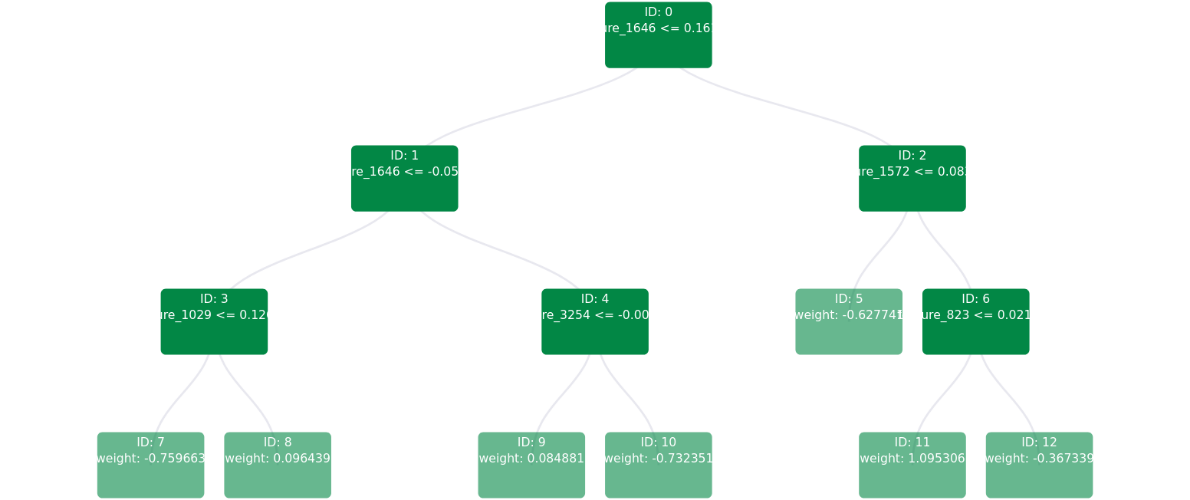 ID: 0
ure_1646 <= 0.16
ID: 1
re_1646 <= -0.05
ID: 2
ure_1572 <= 0.08
ID: 3
ure_1029 <= 0.12
ID: 4
re_3254 <= -0.00
ID: 5
weight: -0.627741
ID: 6
ure_823 <= 0.021
ID: 7
weight: -0.759663
ID: 8
weight: 0.096439
ID: 9
weight: 0.084881
ID: 10
weight: -0.732351
ID: 11
weight: 1.095306
ID: 12
weight: -0.367339